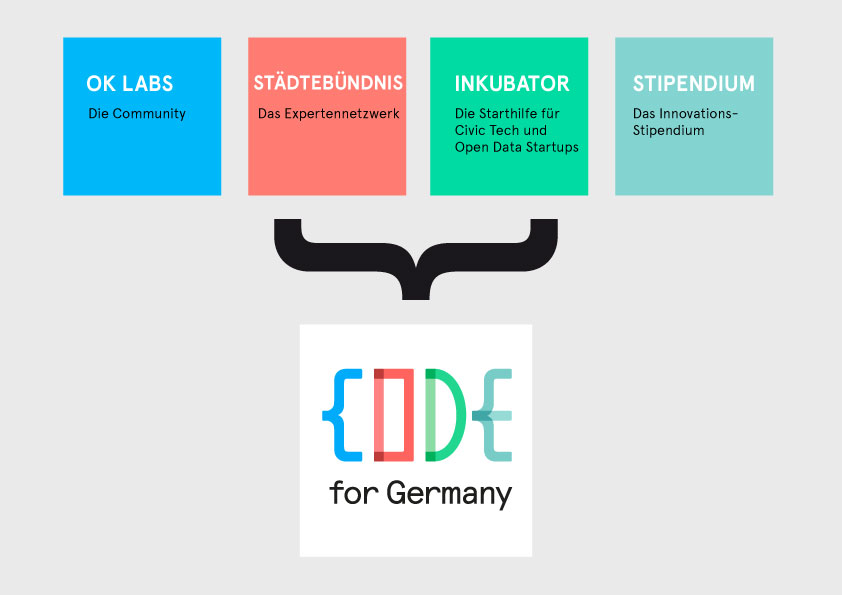 OK LABS
Die Community
STÄDTEBÜNDNIS
Das Expertennetzwerk
INKUBATOR
Die Starthilfe für
Civic Tech und
Open Data Startups
STIPENDIUM
Das Innovations-
Stipendium
CODE
for Germany